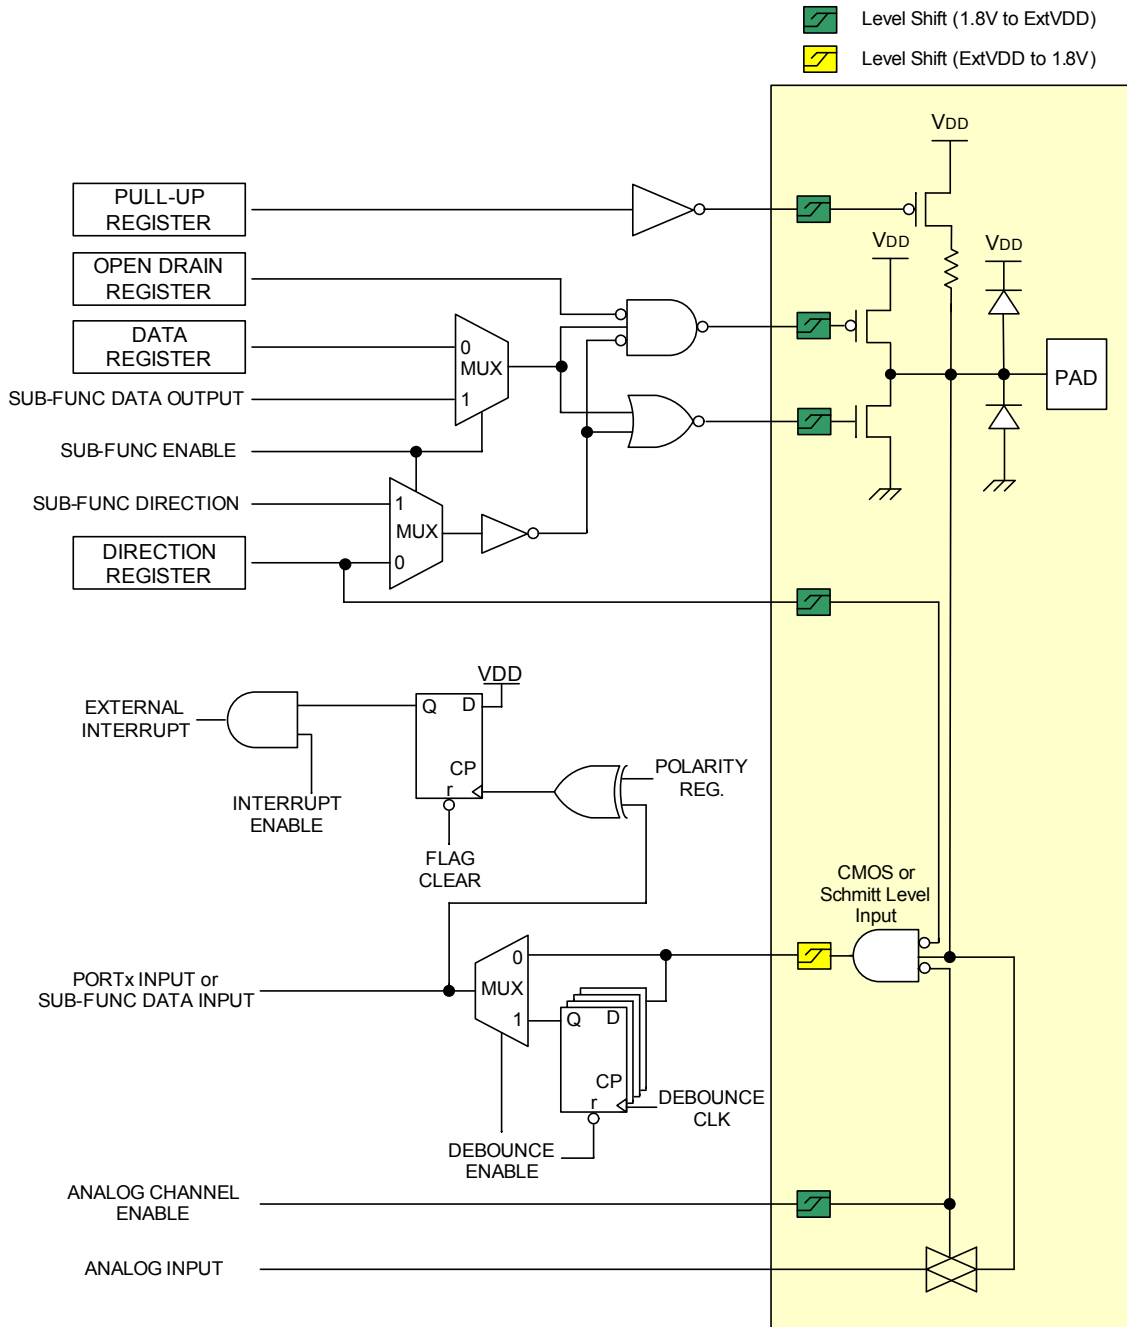 Level Shift (1.8V to ExtVDD)
Level Shift (ExtVDD to 1.8V)
VDD
PULL-UP
REGISTER
VDD
VDD
OPEN DRAIN
REGISTER
DATA
REGISTER
0
MUX
1
PAD
SUB-FUNC DATA OUTPUT
SUB-FUNC ENABLE
SUB-FUNC DIRECTION
1
MUX
0
DIRECTION
REGISTER
VDD
EXTERNAL
INTERRUPT
Q
D
CP
r
POLARITY
REG.
INTERRUPT
ENABLE
FLAG
CLEAR
CMOS or
Schmitt Level
Input
PORTx INPUT or
SUB-FUNC DATA INPUT
0
MUX
1
Q
D
CP
r
DEBOUNCE
CLK
DEBOUNCE
ENABLE
ANALOG CHANNEL
ENABLE
ANALOG INPUT